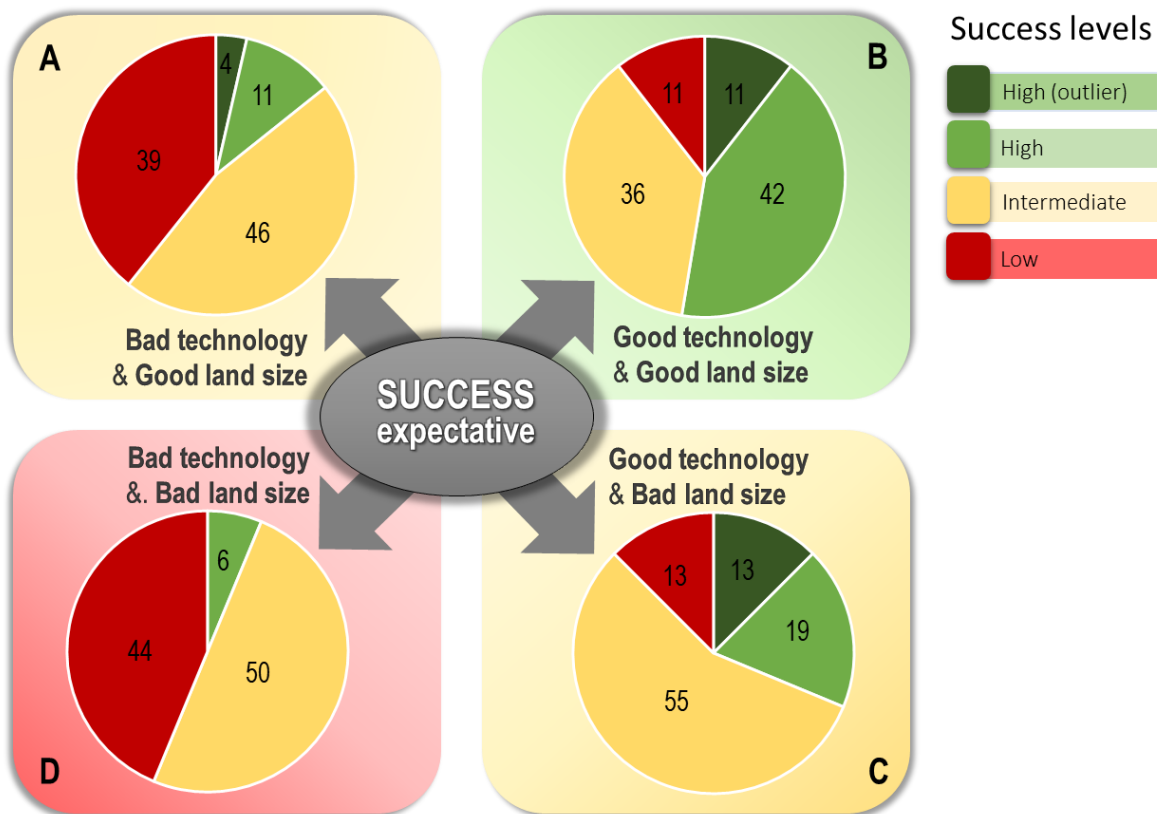 A
4
11
39
46
Bad technology
& Good land size
B
11
11
36
42
Good technology
& Good land size
Success levels
High (outlier)
High
Intermediate
Low
SUCCESS
expectative
Bad technology
&. Bad land size
6
44
50
D
Good technology
& Bad land size
13
13
19
55
C